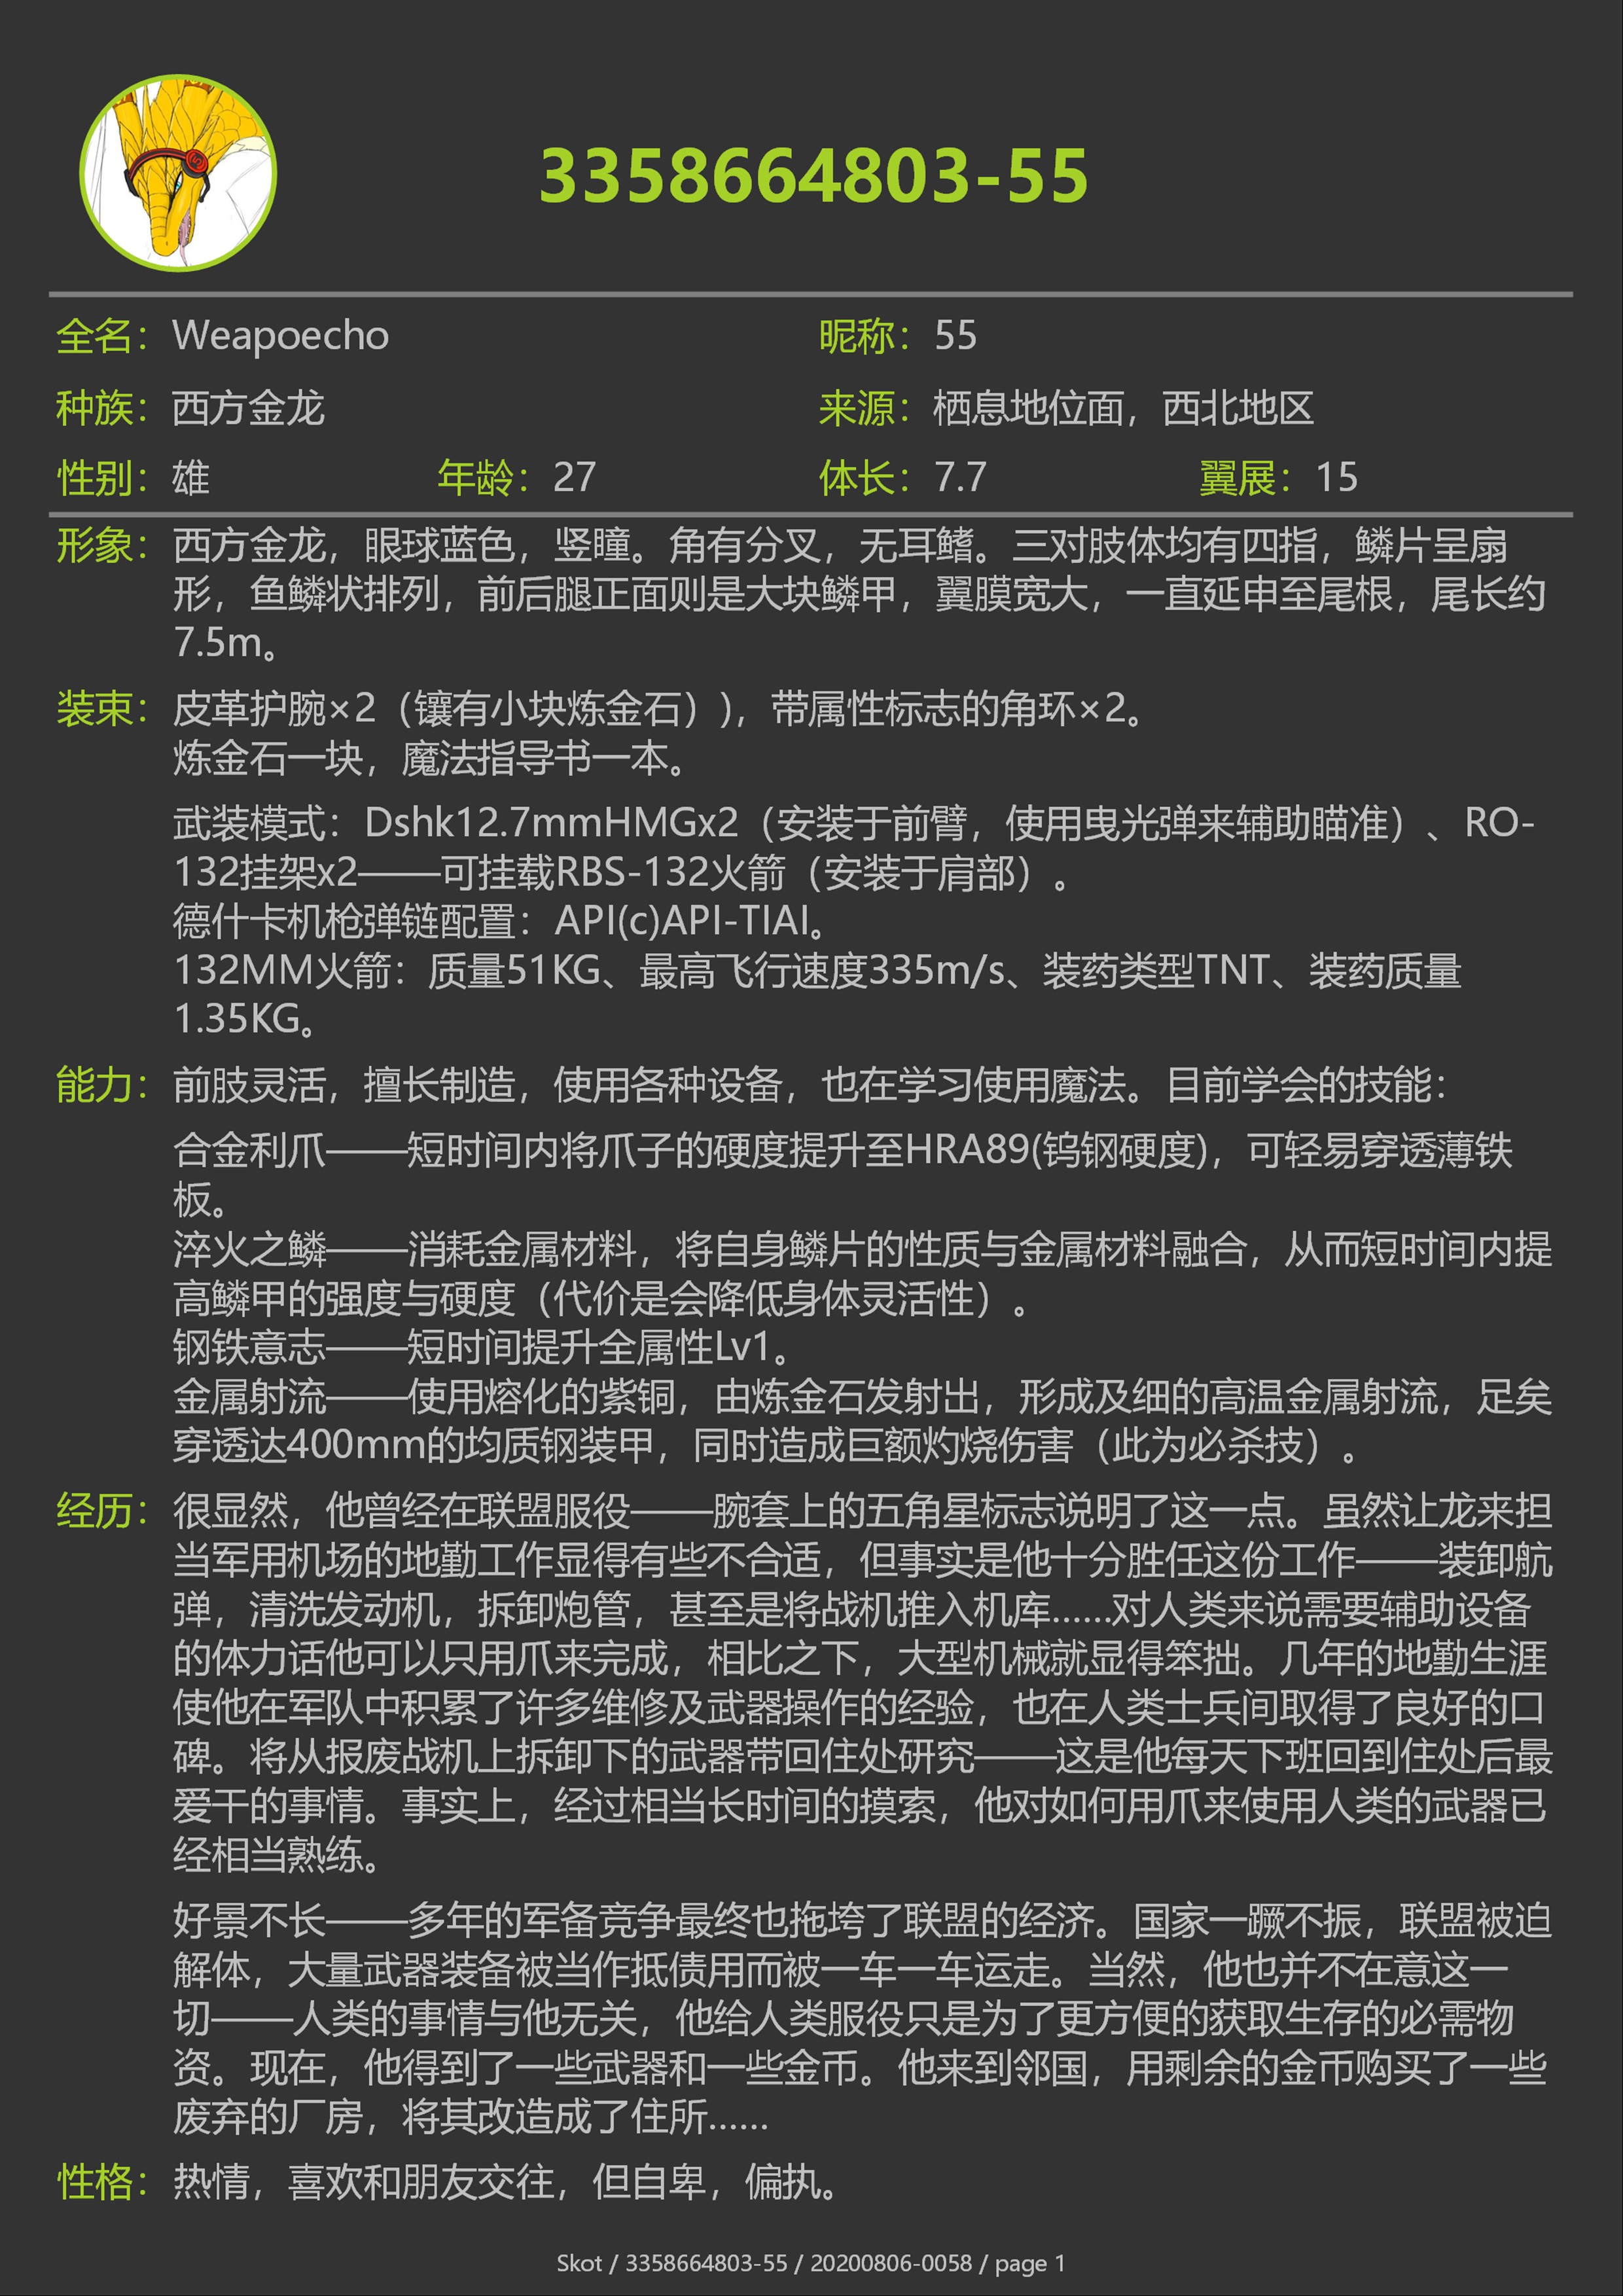 3358664803-55
全名：Weapoecho 昵称：55
种族：西方金龙 来源：栖息地位面，西北地区
性别：雄 年龄：27 体长：7.7 翼展：15
形象：西方金龙，眼球蓝色，竖瞳。角有分叉，无耳鳍。三对肢体均有四指，鳞片呈扇
形，鱼鳞状排列，前后腿正面则是大块鳞甲，翼膜宽大，一直延申至尾根，尾长约
7.5m。
装束：皮革护腕×2（镶有小块炼金石）)，带属性标志的角环×2。
炼金石一块，魔法指导书一本。
武装模式：Dshk12.7mmHMGx2（安装于前臂，使用曳光弹来辅助瞄准）、RO-
132挂架x2——可挂载RBS-132火箭（安装于肩部）。
德什卡机枪弹链配置：API(c)API-TIAI。
132MM火箭：质量51KG、最高飞行速度335m/s、装药类型TNT、装药质量
1.35KG。
能力：前肢灵活，擅长制造，使用各种设备，也在学习使用魔法。目前学会的技能：
合金利爪——短时间内将爪子的硬度提升至HRA89(钨钢硬度)，可轻易穿透薄铁
板。
淬火之鳞——消耗金属材料，将自身鳞片的性质与金属材料融合，从而短时间内提
高鳞甲的强度与硬度（代价是会降低身体灵活性）。
钢铁意志——短时间提升全属性Lv1。
金属射流——使用熔化的紫铜，由炼金石发射出，形成及细的高温金属射流，足矣
穿透达400mm的均质钢装甲，同时造成巨额灼烧伤害（此为必杀技）。
经历：很显然，他曾经在联盟服役——腕套上的五角星标志说明了这一点。虽然让龙来担
当军用机场的地勤工作显得有些不合适，但事实是他十分胜任这份工作——装卸航
弹，清洗发动机，拆卸炮管，甚至是将战机推入机库……对人类来说需要辅助设备
的体力话他可以只用爪来完成，相比之下，大型机械就显得笨拙。几年的地勤生涯
使他在军队中积累了许多维修及武器操作的经验，也在人类士兵间取得了良好的口
碑。将从报废战机上拆卸下的武器带回住处研究——这是他每天下班回到住处后最
爱干的事情。事实上，经过相当长时间的摸索，他对如何用爪来使用人类的武器已
经相当熟练。
好景不长——多年的军备竞争最终也拖垮了联盟的经济。国家一蹶不振，联盟被迫
解体，大量武器装备被当作抵债用而被一车一车运走。当然，他也并不在意这一
切——人类的事情与他无关，他给人类服役只是为了更方便的获取生存的必需物
资。现在，他得到了一些武器和一些金币。他来到邻国，用剩余的金币购买了一些
废弃的厂房，将其改造成了住所……
性格：热情，喜欢和朋友交往，但自卑，偏执。
Skot / 3358664803-55 / 20200806-0058 / page 1